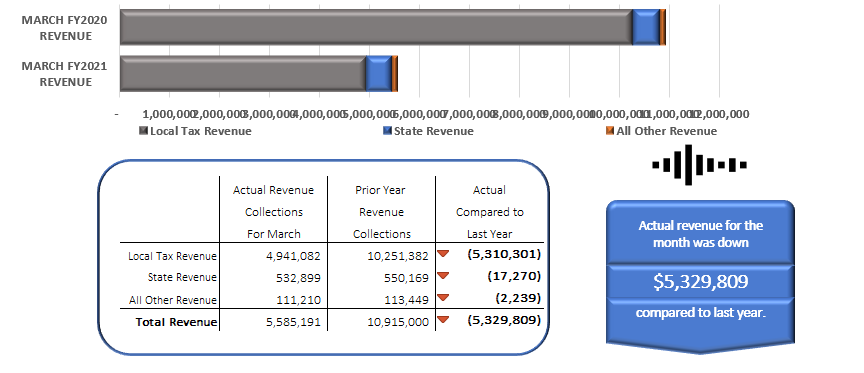 MARCH FY2020
REVENUE
MARCH FY2021
REVENUE
- 1,000,000 2,000,000 3,000,000 4,000,000 5,000,000 6,000,000 7,000,000 8,000,000 9,000,000 10,000,000 11,000,000 12,000,000
Local Tax Revenue State Revenue All Other Revenue
Actual Revenue Prior Year Actual
Collections Revenue Compared to
For March Collections Last Year
Local Tax Revenue 4,941,082 10,251,382 (5,310,301)
State Revenue 532,899 550,169 (17,270)
All Other Revenue 111,210 113,449 (2,239)
Total Revenue 5,585,191 10,915,000 (5,329,809)
Actual revenue for the
month was down
$5,329,809
compared to last year.